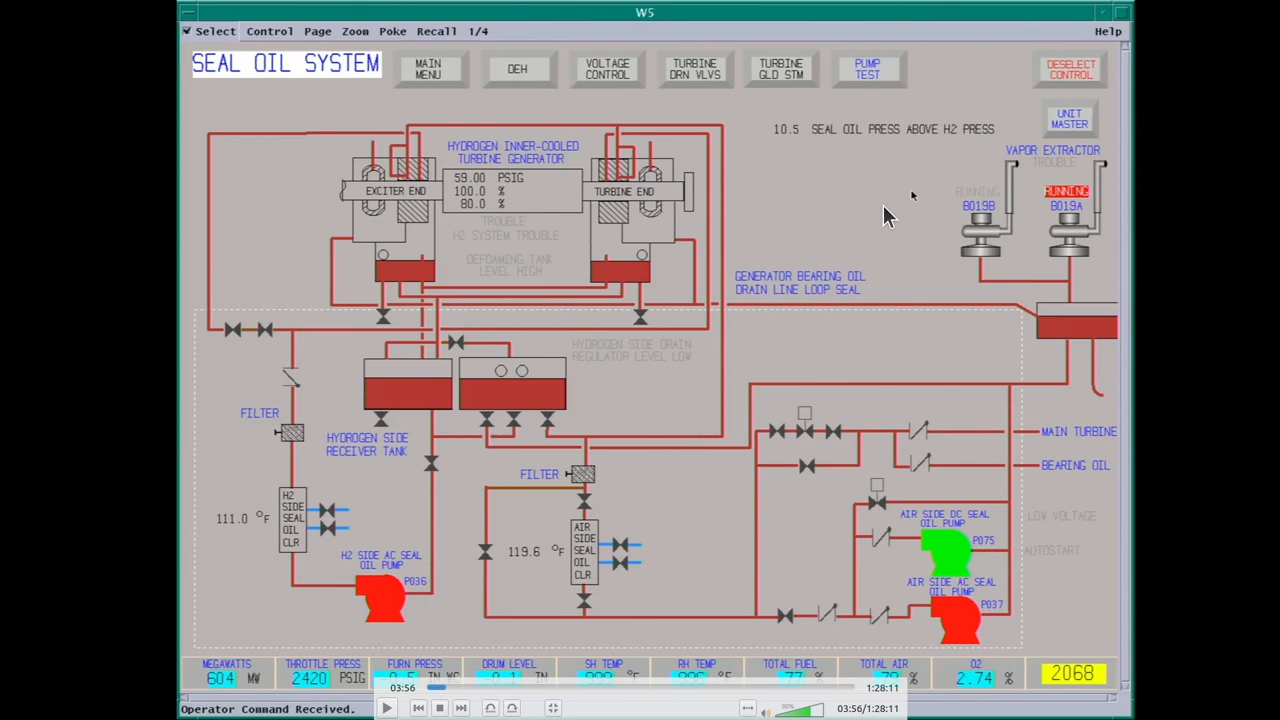 W5
Select Control Page Zoom Poke Recall 1/4 Help
SEAL OIL SYSTEM
MAIN
MENU
DEH
VOLTAGE
CONTROL
TURBINE
DRN VLVS
TURBINE
GLD STM
PUMP
TEST
DESELECT
CONTROL
UNIT
MASTER
10.5 SEAL OIL PRESS ABOVE H2 PRESS
VAPOR EXTRACTOR
TROUBLE
HYDROGEN INNER-COOLED
TURBINE GENERATOR
RUNNING
RUNNING
B019B
B019A
EXCITER END
59.00 PSIG
100.0 %
80.0 %
TURBINE END
TROUBLE
H2 SYSTEM TROUBLE
DEFOAMING TANK
LEVEL HIGH
GENERATOR BEARING OIL
DRAIN LINE LOOP SEAL
HYDROGEN SIDE DRAIN
REGULATOR LEVEL LOW
FILTER
HYDROGEN SIDE
RECEIVER TANK
MAIN TURBINE
BEARING OIL
FILTER
H2
SIDE
SEAL
OIL
CLR
111.0 °F
AIR
SIDE
SEAL
OIL
CLR
119.6 °F
AIR SIDE DC SEAL
OIL PUMP
P075
LOW VOLTAGE
AUTOSTART
H2 SIDE AC SEAL
OIL PUMP
P036
AIR SIDE AC SEAL
OIL PUMP
P037
MEGAWATTS
604 MW
THROTTLE PRESS
2420 PSIG
FURN PRESS
IN WC
DRUM LEVEL
IN
SH TEMP
°F
RH TEMP
°F
TOTAL FUEL
77 %
TOTAL AIR
%
O2
2.74 %
2068
03:56 1:28:11
90%
03:56/1:28:11
Operator Command Received.